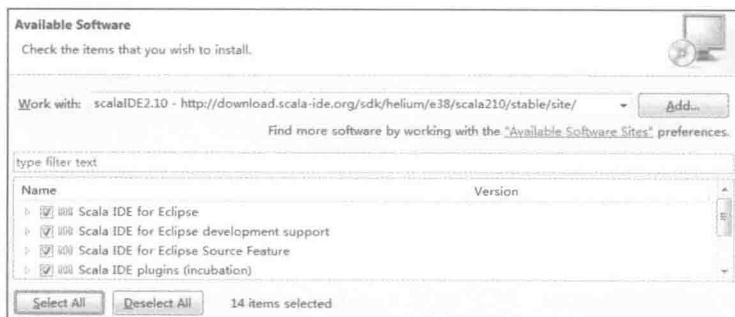 Available Software
Check the items that you wish to install.
Work with: scalaIDE2.10 - http://download.scala-ide.org/sdk/helium/e38/scala210/stable/site/ Add...
Find more software by working with the "Available Software Sites" preferences.
type filter text
Name Version
Scala IDE for Eclipse
Scala IDE for Eclipse development support
Scala IDE for Eclipse Source Feature
Scala IDE plugins (incubation)
Select All Deselect All 14 items selected